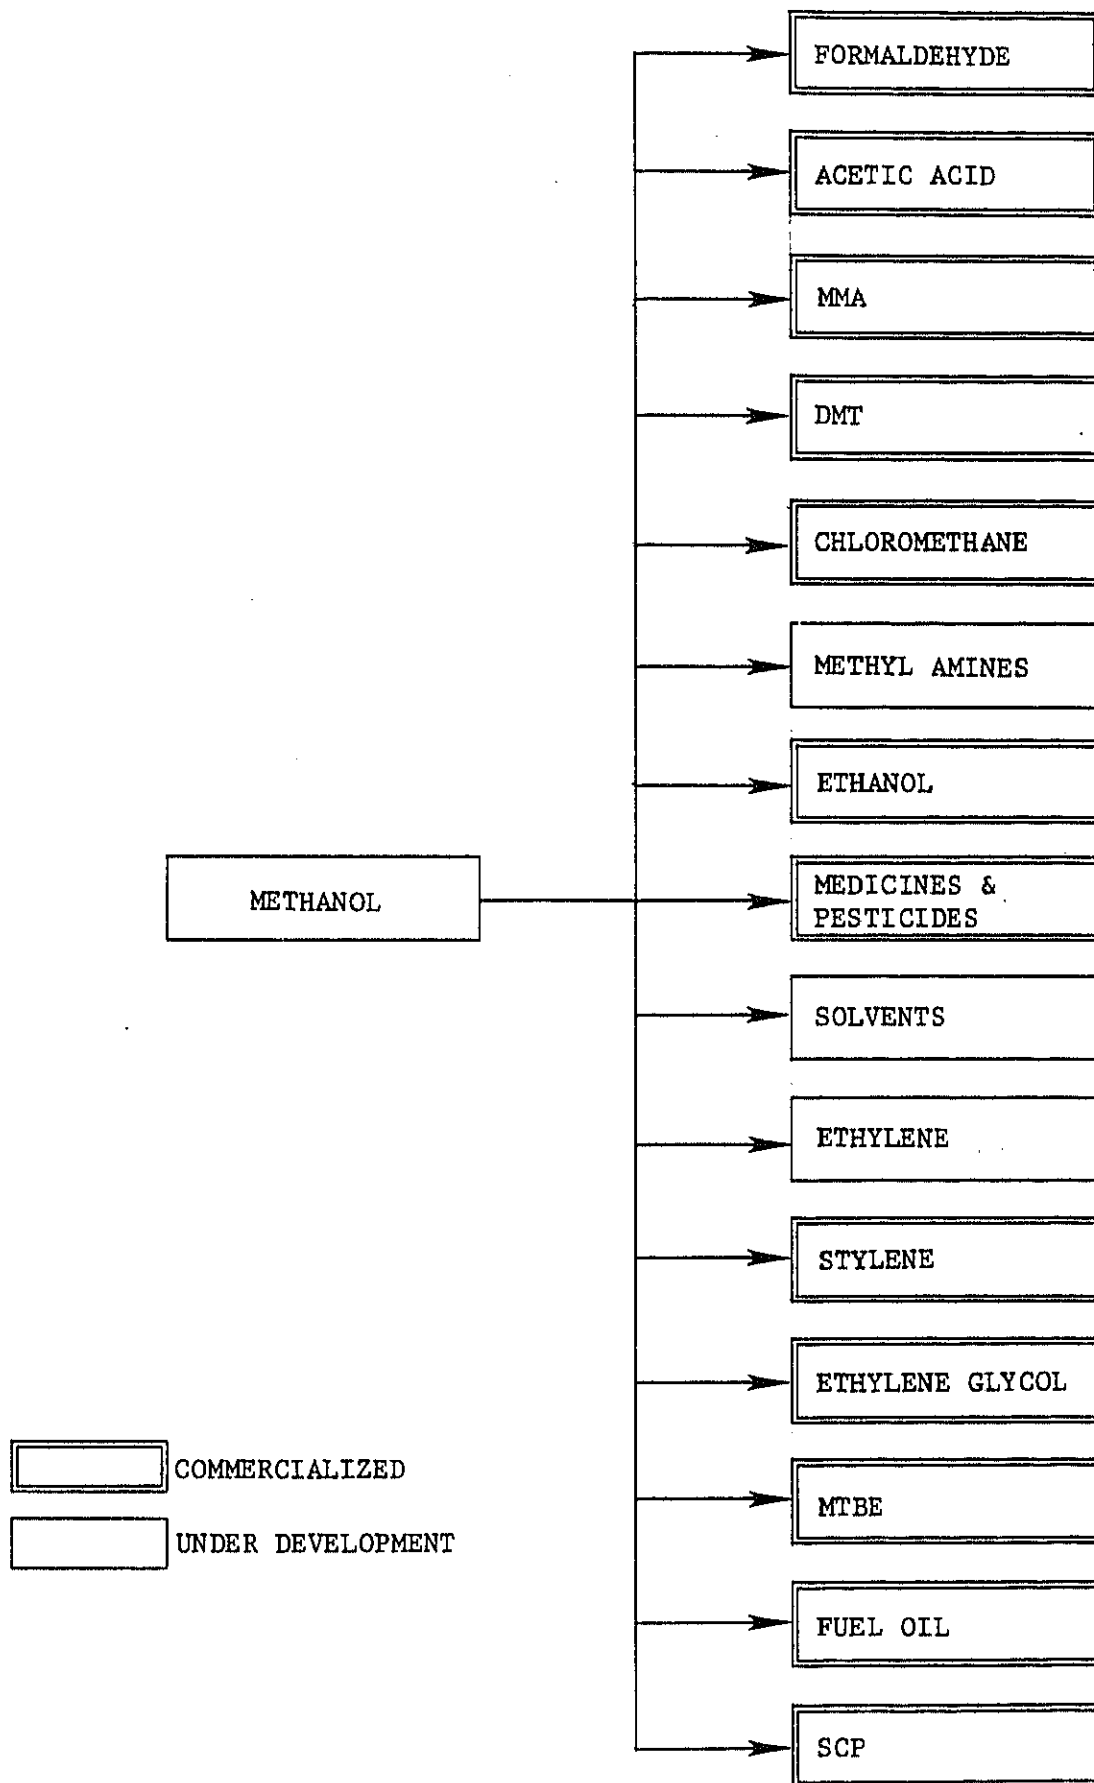 FORMALDEHYDE
ACETIC ACID
MMA
DMT
CHLOROMETHANE
METHYL AMINES
ETHANOL
METHANOL
MEDICINES &
PESTICIDES
SOLVENTS
ETHYLENE
STYLENE
ETHYLENE GLYCOL
COMMERCIALIZED
MTBE
UNDER DEVELOPMENT
FUEL OIL
SCP